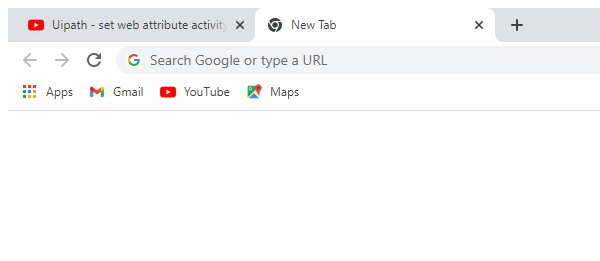 Uipath - set web attribute activity
New Tab
Search Google or type a URL
Apps
Gmail
YouTube
Maps